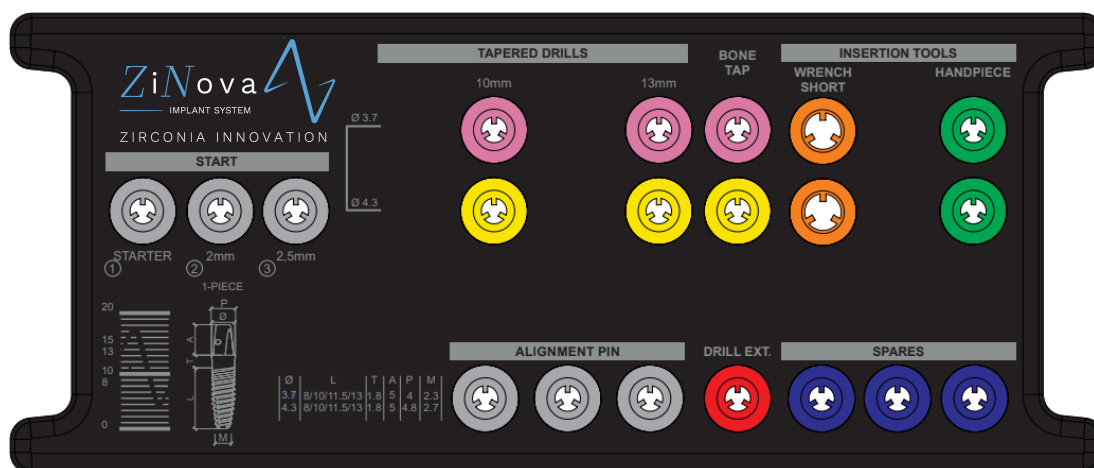 ZiNova
IMPLANT SYSTEM
ZIRCONIA INNOVATION
START
STARTER
2mm
2,5mm
1
2
3
TAPERED DRILLS
10mm
13mm
Ø 3.7
Ø 4.3
BONE
TAP
INSERTION TOOLS
WRENCH
SHORT
HANDPIECE
20
15
13
10
8
0
1-PIECE
P
Ø
A
T
L
M
Ø L T A P M
3.7 8/10/11.5/13 1.8 5 4 2.3
4.3 8/10/11.5/13 1.8 5 4.8 2.7
ALIGNMENT PIN
DRILL EXT.
SPARES